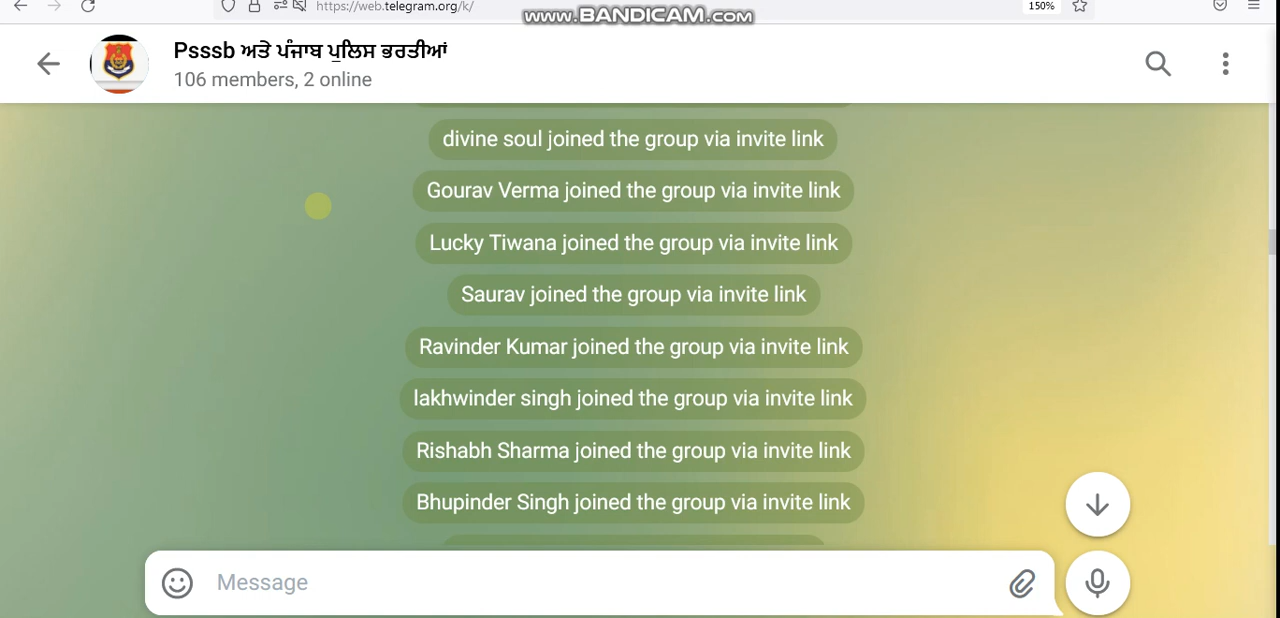 https://web.telegram.org/k/
www.BANDICAM.com
150%
Psssb ਅਤੇ ਪੰਜਾਬ ਪੁਲਿਸ ਭਰਤੀਆਂ
106 members, 2 online
divine soul joined the group via invite link
Gourav Verma joined the group via invite link
Lucky Tiwana joined the group via invite link
Saurav joined the group via invite link
Ravinder Kumar joined the group via invite link
lakhwinder singh joined the group via invite link
Rishabh Sharma joined the group via invite link
Bhupinder Singh joined the group via invite link
Message